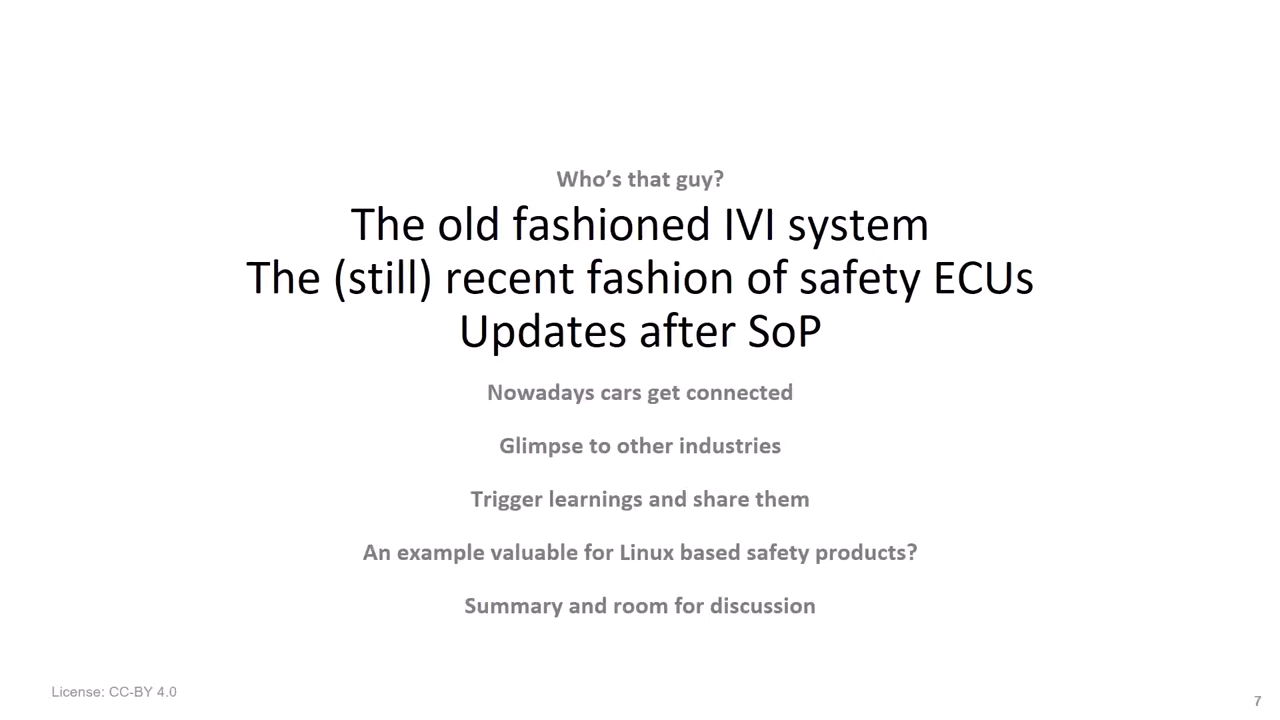 Who’s that guy?
The old fashioned IVI system
The (still) recent fashion of safety ECUs
Updates after SoP
Nowadays cars get connected
Glimpse to other industries
Trigger learnings and share them
An example valuable for Linux based safety products?
Summary and room for discussion
License: CC-BY 4.0
7